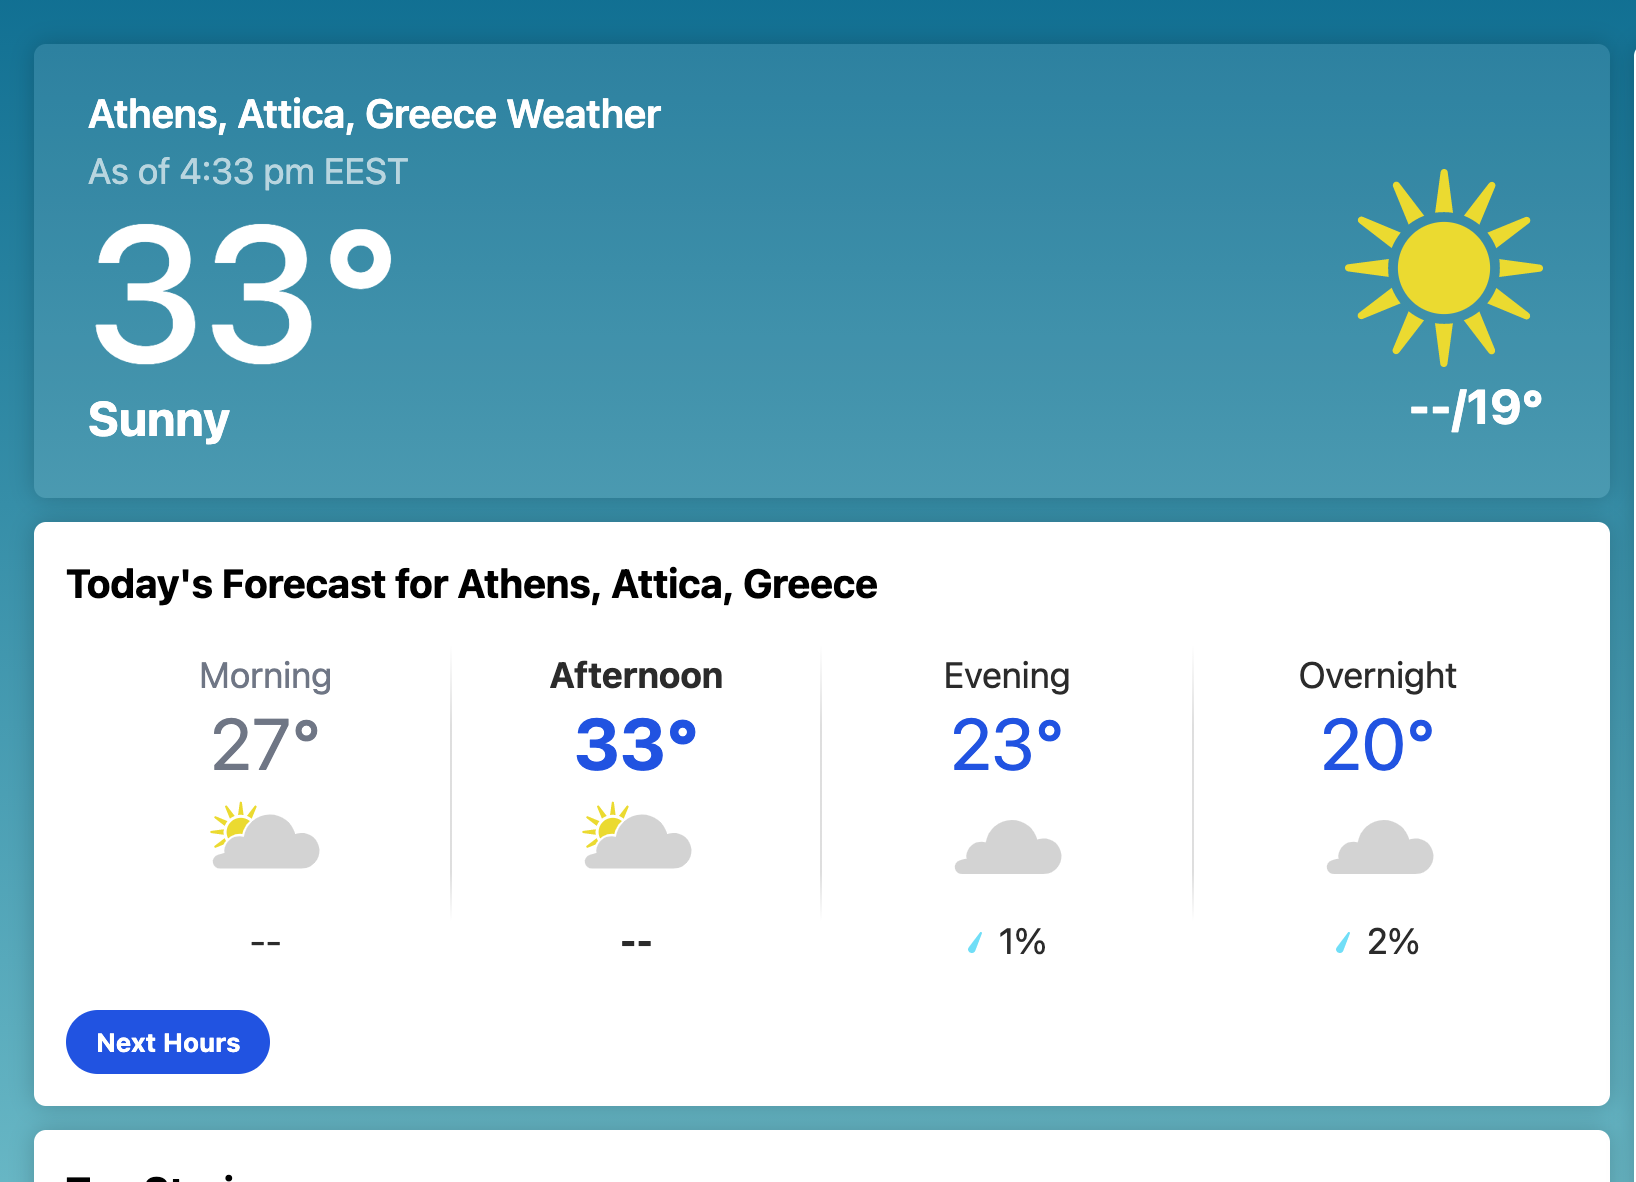 Athens, Attica, Greece Weather
As of 4:33 pm EEST
33°
Sunny
--/19°
Today's Forecast for Athens, Attica, Greece
Morning
27°
--
Afternoon
33°
--
Evening
23°
1%
Overnight
20°
2%
Next Hours